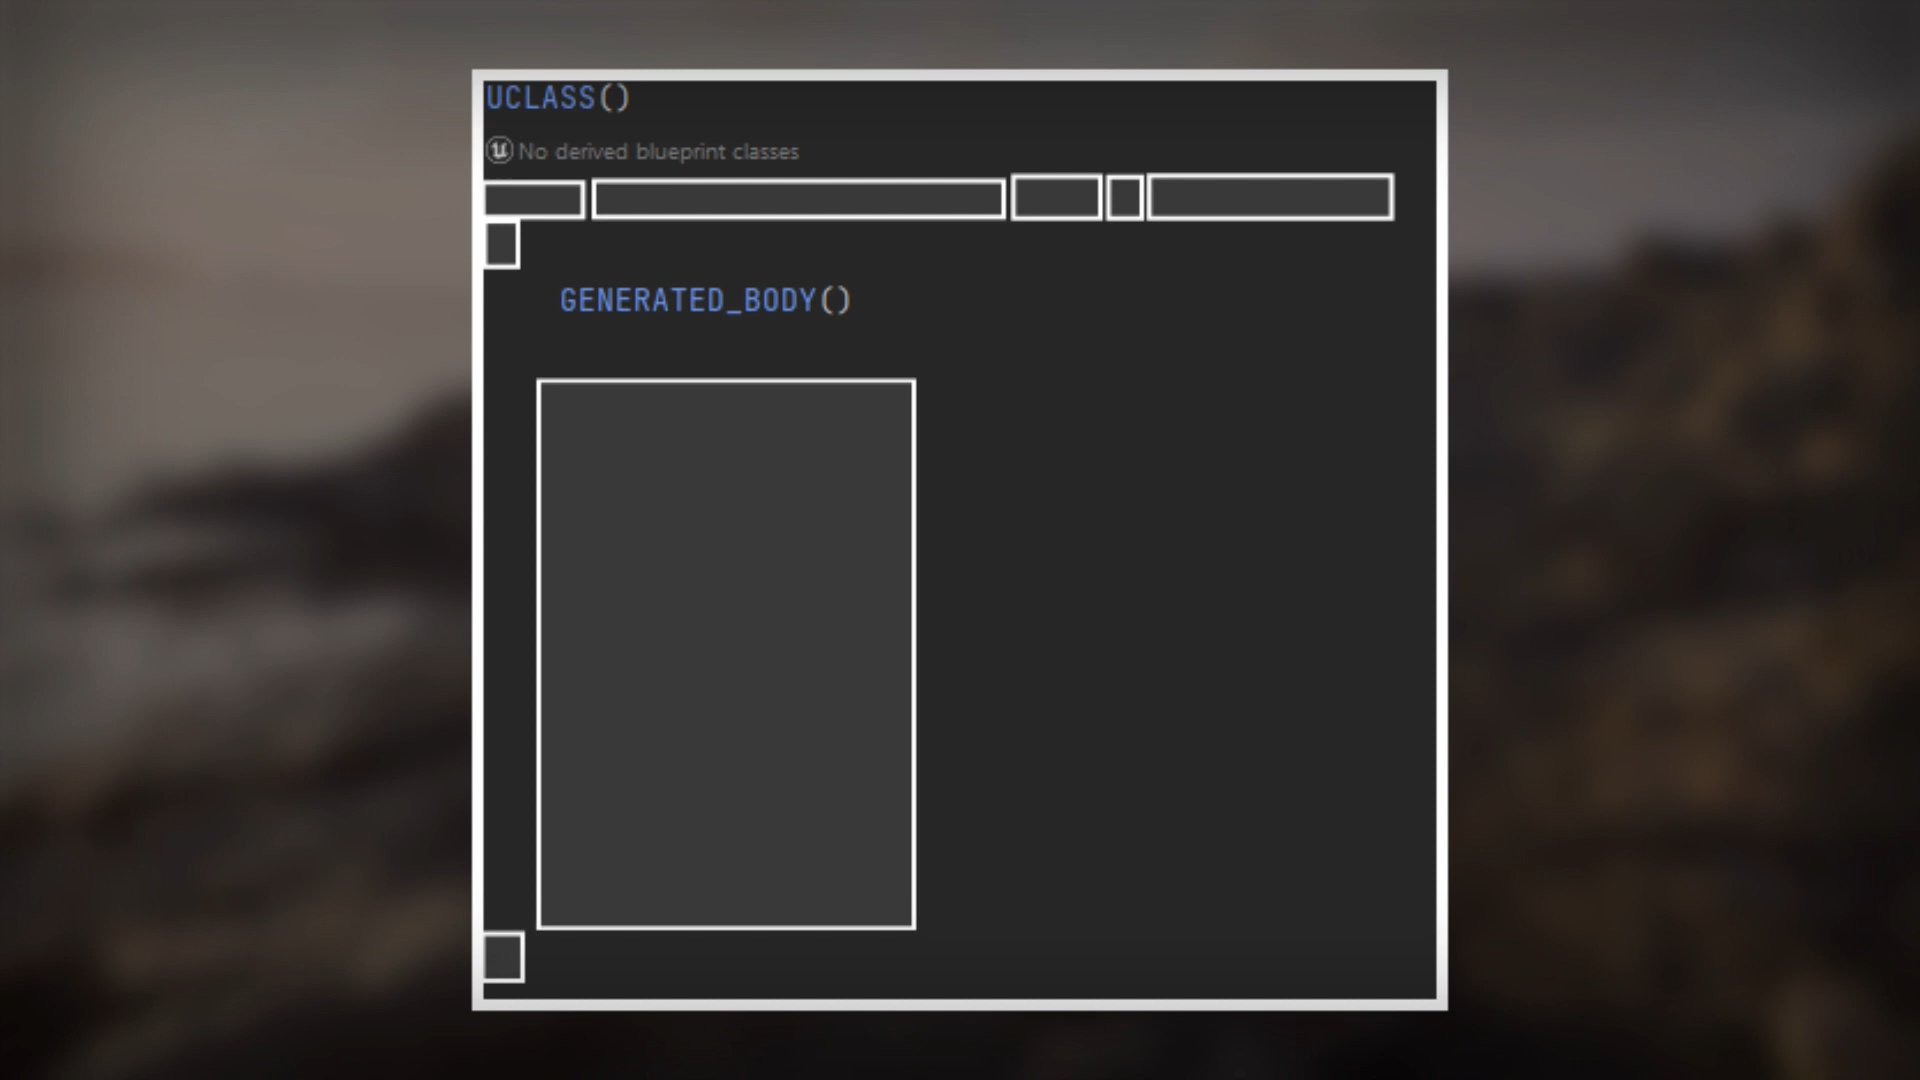 UCLASS()
No derived blueprint classes
GENERATED_BODY()